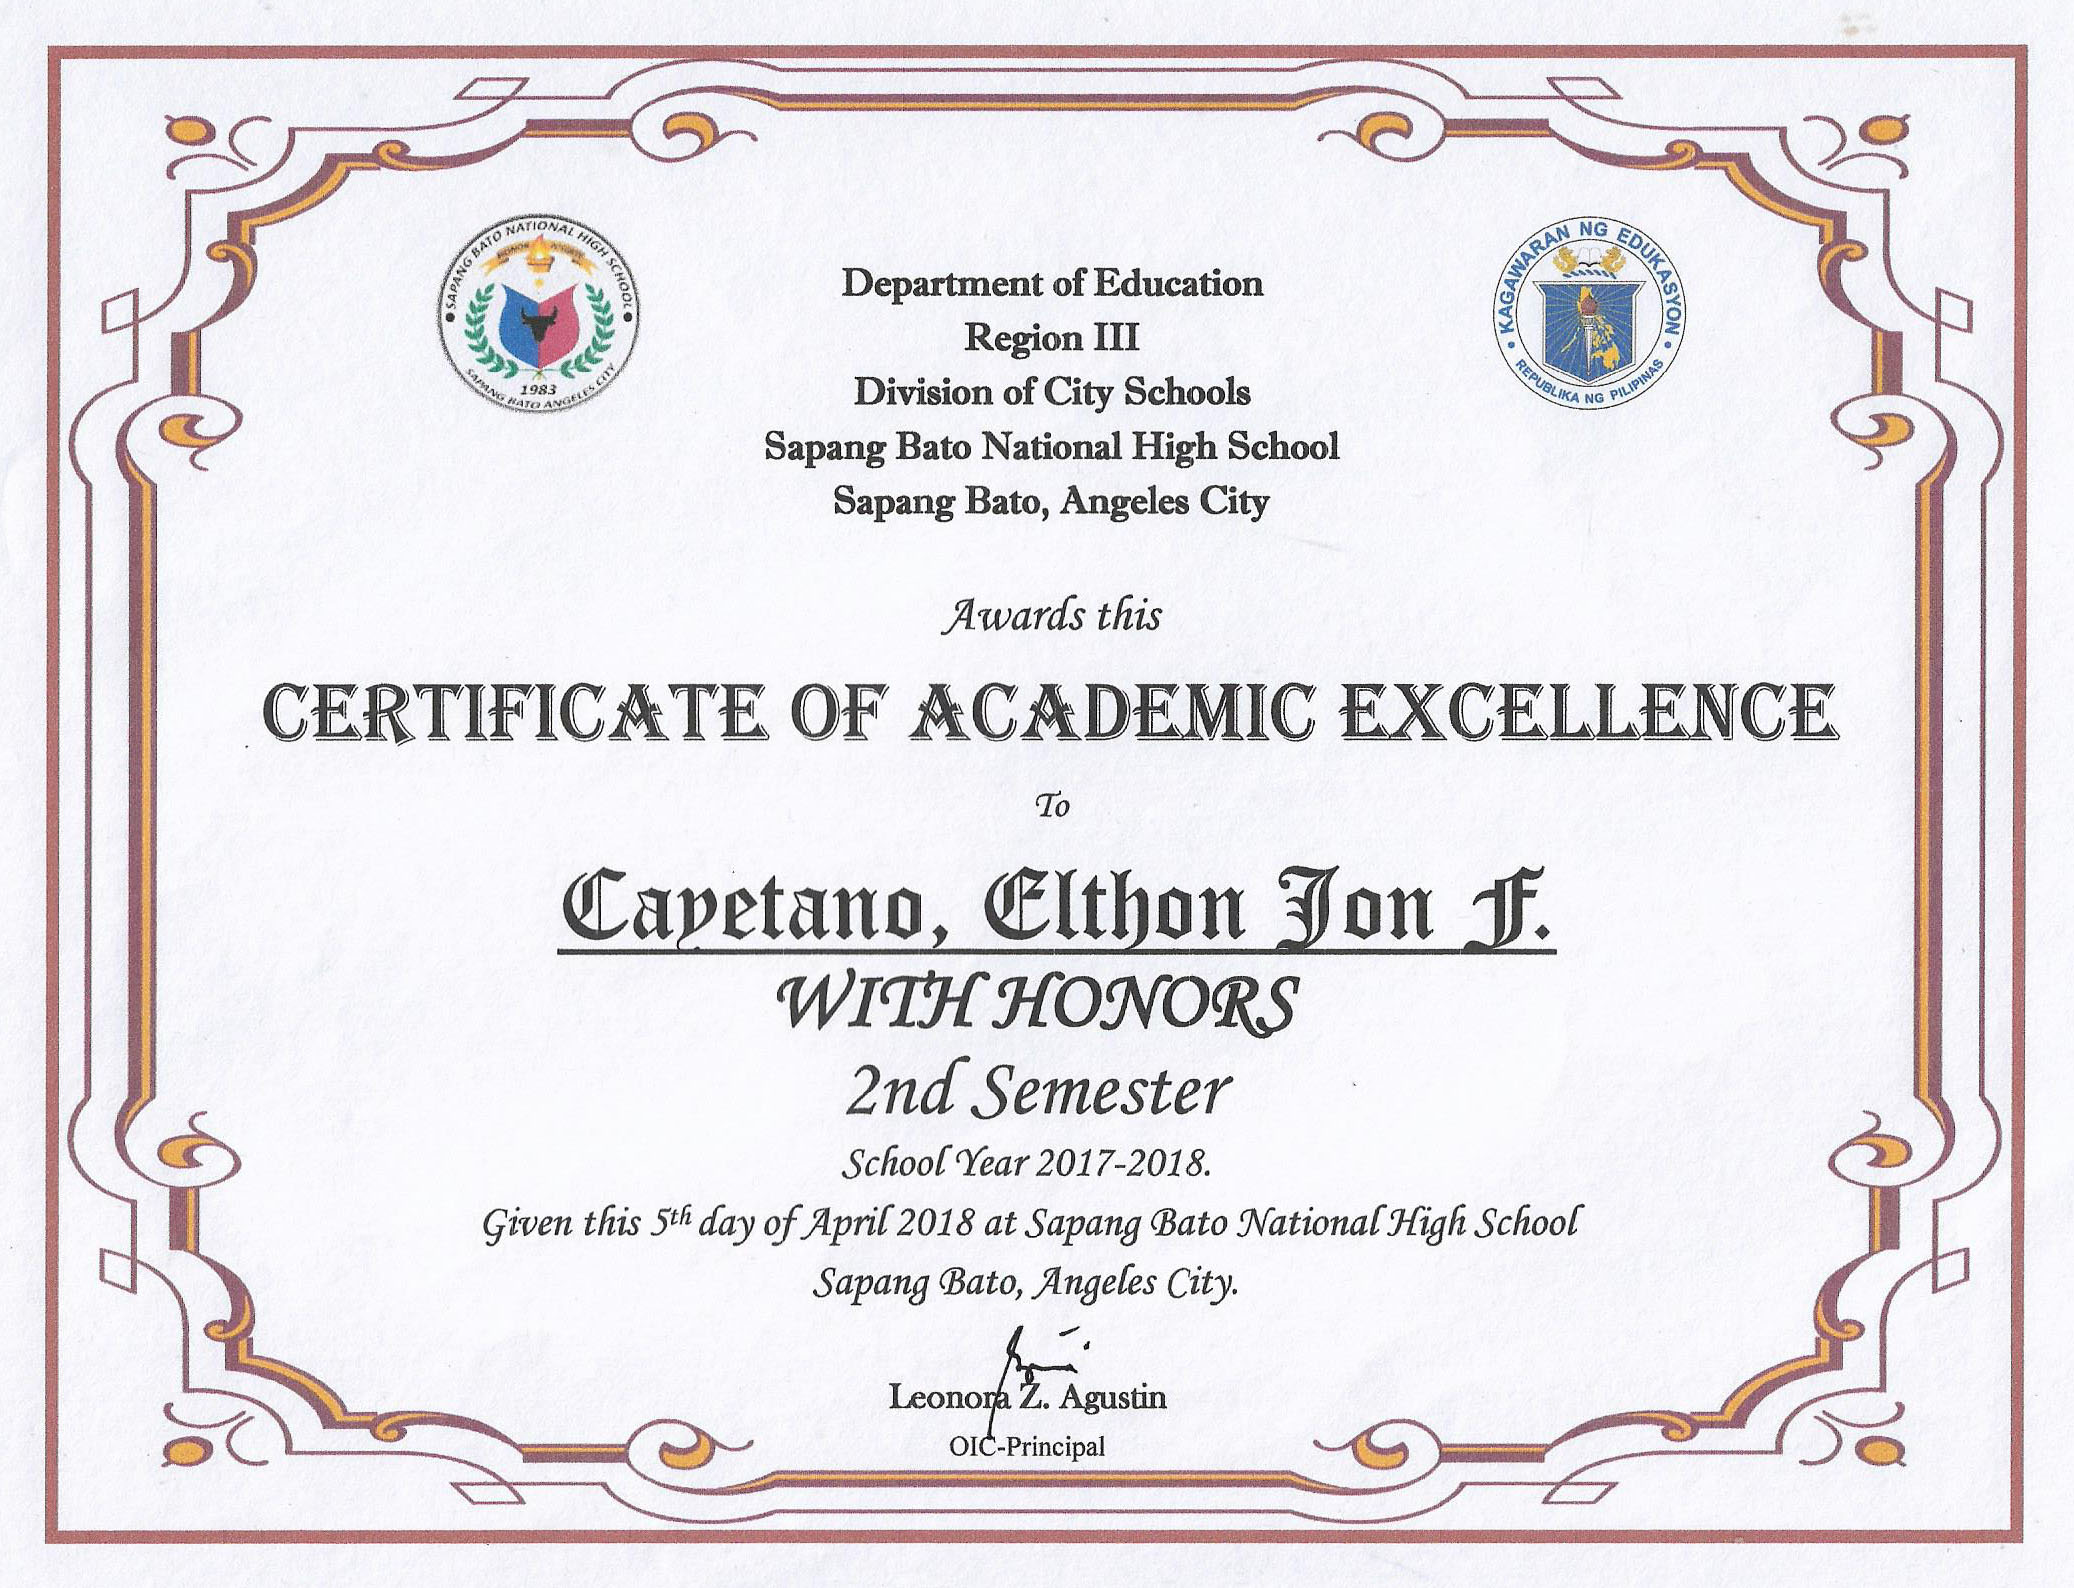 SAPANG BATO NATIONAL HIGH SCHOOL
HONOR
1983
SAPANG BATO ANGELES CITY
KAGAWARAN NG EDUKASYON
REPUBLIKA NG PILIPINAS
Department of Education
Region III
Division of City Schools
Sapang Bato National High School
Sapang Bato, Angeles City
Awards this
CERTIFICATE OF ACADEMIC EXCELLENCE
To
Cayetano, Elthon Jon F.
WITH HONORS
2nd Semester
School Year 2017-2018.
Given this 5th day of April 2018 at Sapang Bato National High School
Sapang Bato, Angeles City.
Leonora Z. Agustin
OIC-Principal